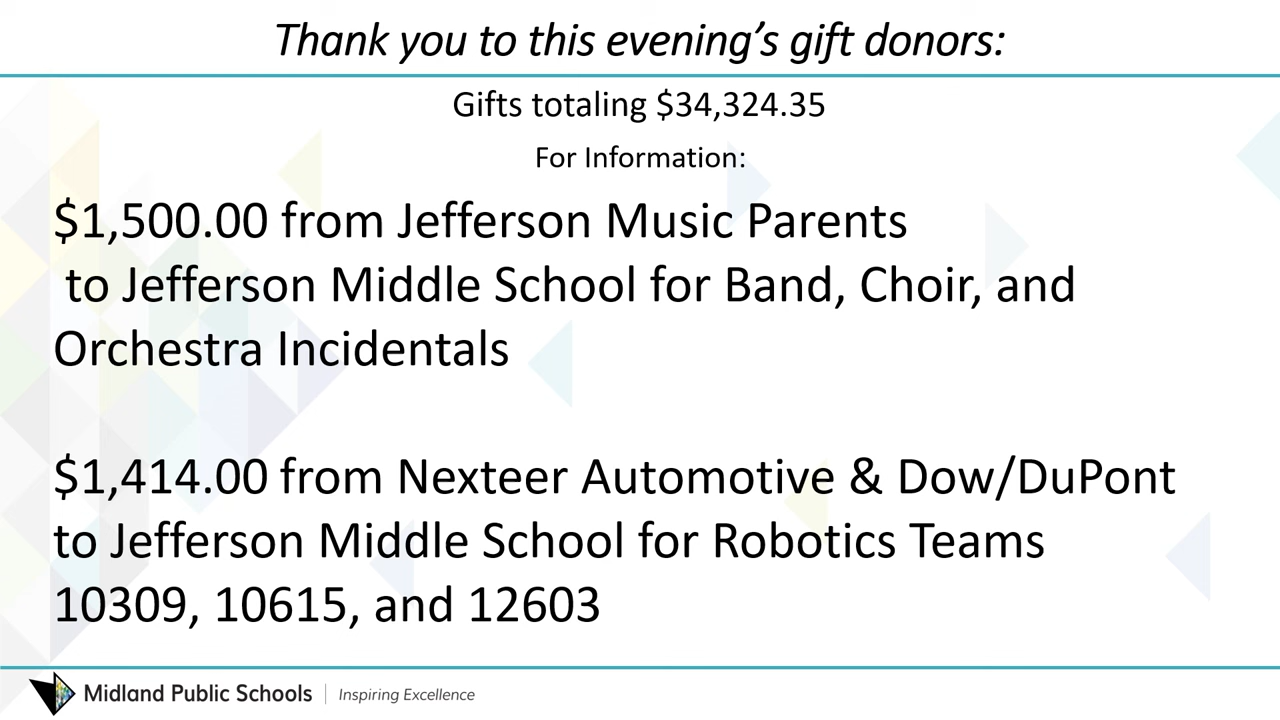 Thank you to this evening’s gift donors:
Gifts totaling $34,324.35
For Information:
$1,500.00 from Jefferson Music Parents
to Jefferson Middle School for Band, Choir, and
Orchestra Incidentals
$1,414.00 from Nexteer Automotive & Dow/DuPont
to Jefferson Middle School for Robotics Teams
10309, 10615, and 12603
Midland Public Schools | Inspiring Excellence